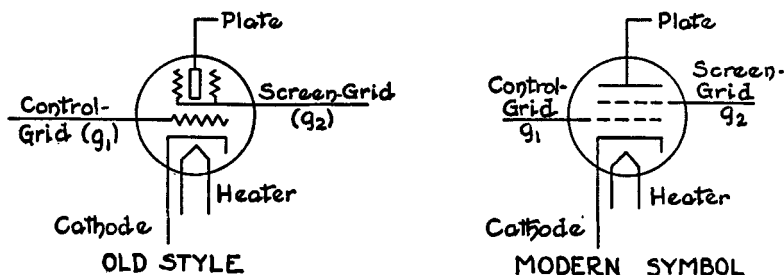 Plate
Control-
Grid (g₁)
Screen-Grid
(g₂)
Heater
Cathode
OLD STYLE
Plate
Control-
Grid
g₁
Screen-
Grid
g₂
Heater
Cathode
MODERN SYMBOL